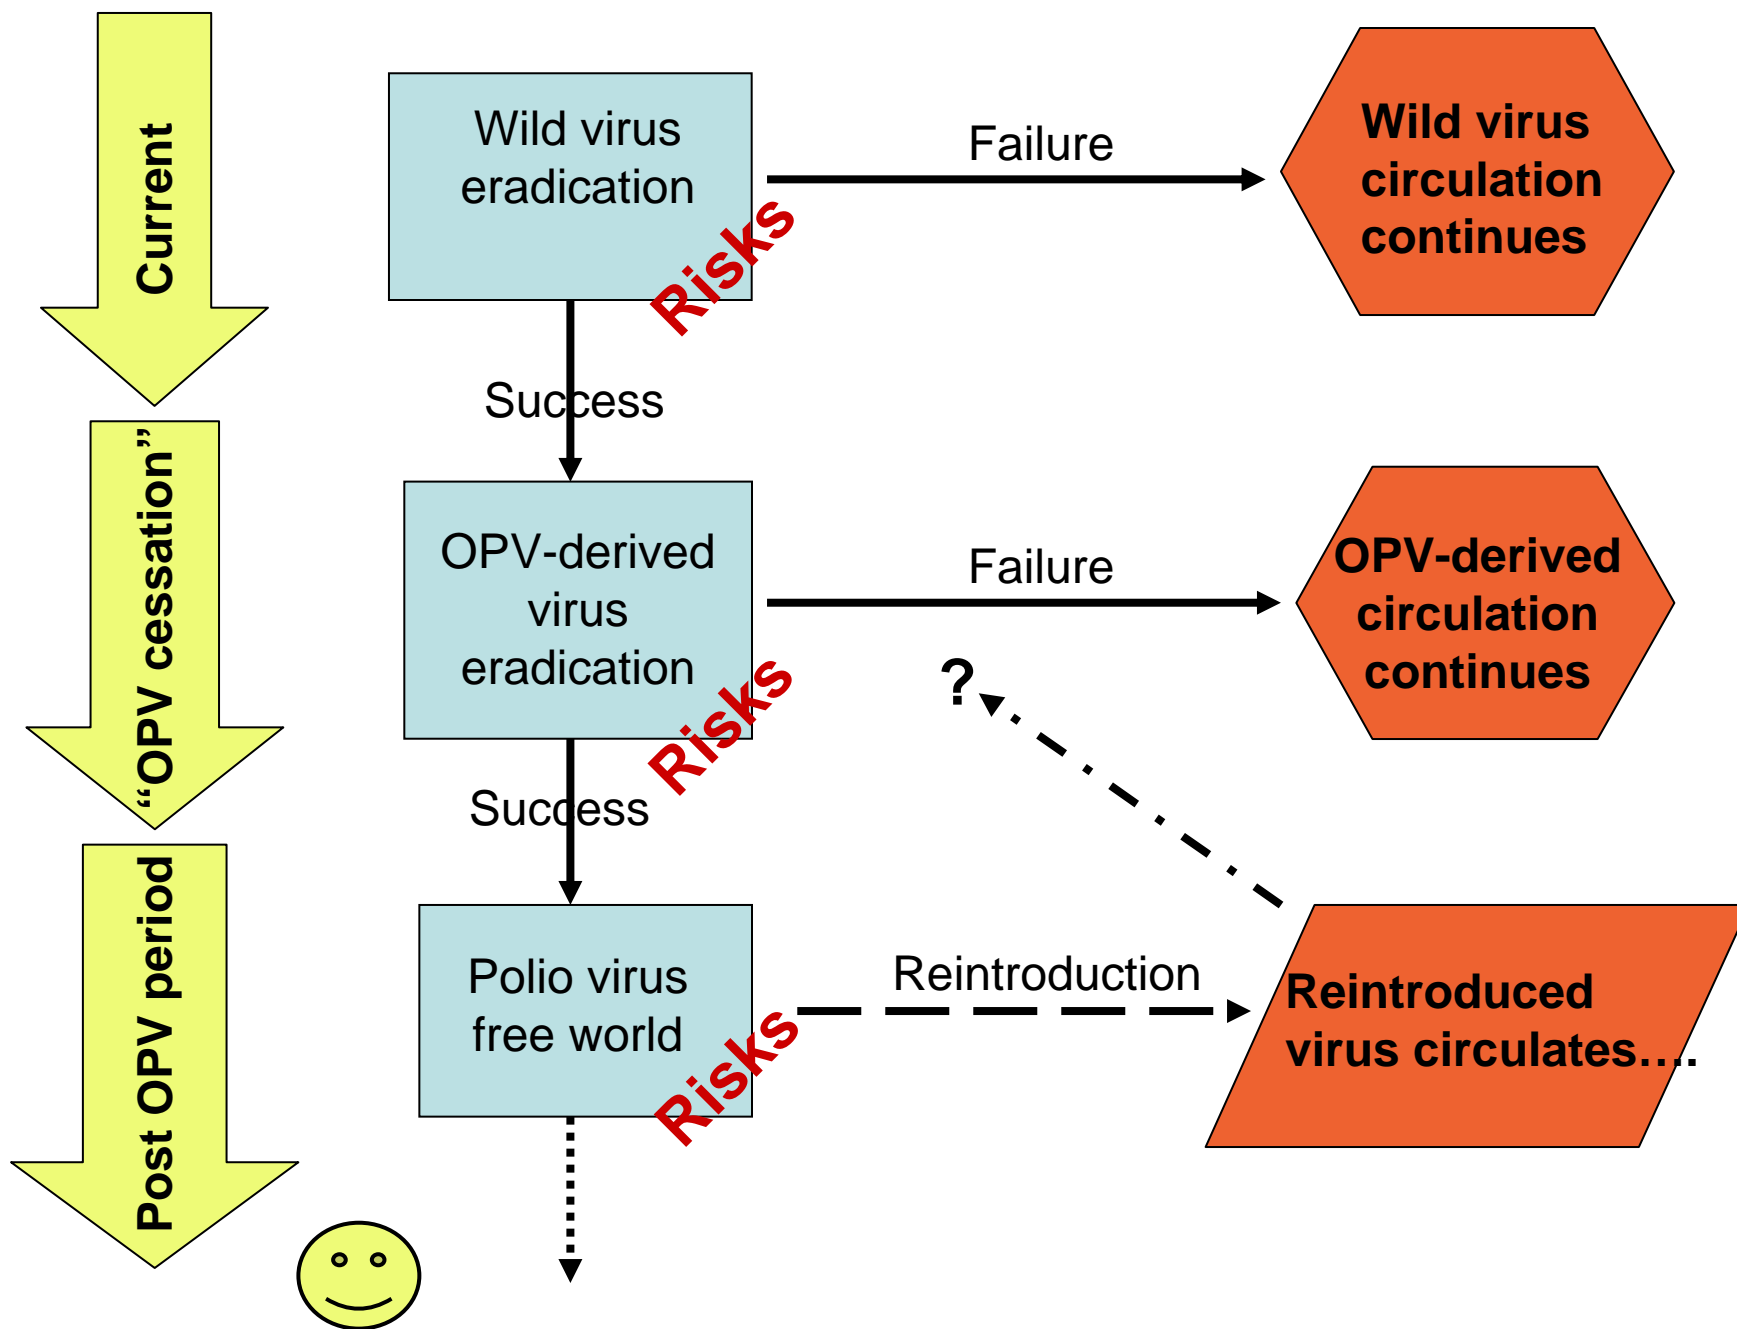 Current
Wild virus
eradication
Risks
Failure
Wild virus
circulation
continues
Success
“OPV cessation”
OPV-derived
virus
eradication
Risks
Failure
OPV-derived
circulation
continues
?
Success
Post OPV period
Polio virus
free world
Risks
Reintroduction
Reintroduced
virus circulates….